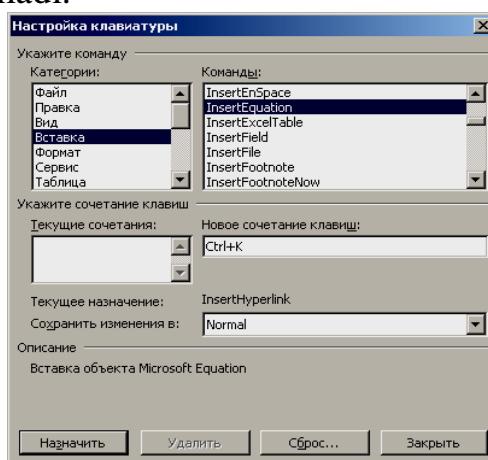 Настройка клавиатуры
Укажите команду
Категории: Команды:
Файл
Правка
Вид
Вставка
Формат
Сервис
Таблица
InsertEnSpace
InsertEquation
InsertExcelTable
InsertField
InsertFile
InsertFootnote
InsertFootnoteNow
Укажите сочетание клавиш
Текущие сочетания: Новое сочетание клавиш:
Ctrl+K
Текущее назначение: InsertHyperlink
Сохранить изменения в: Normal
Описание
Вставка объекта Microsoft Equation
Назначить Удалить Сброс... Закрыть